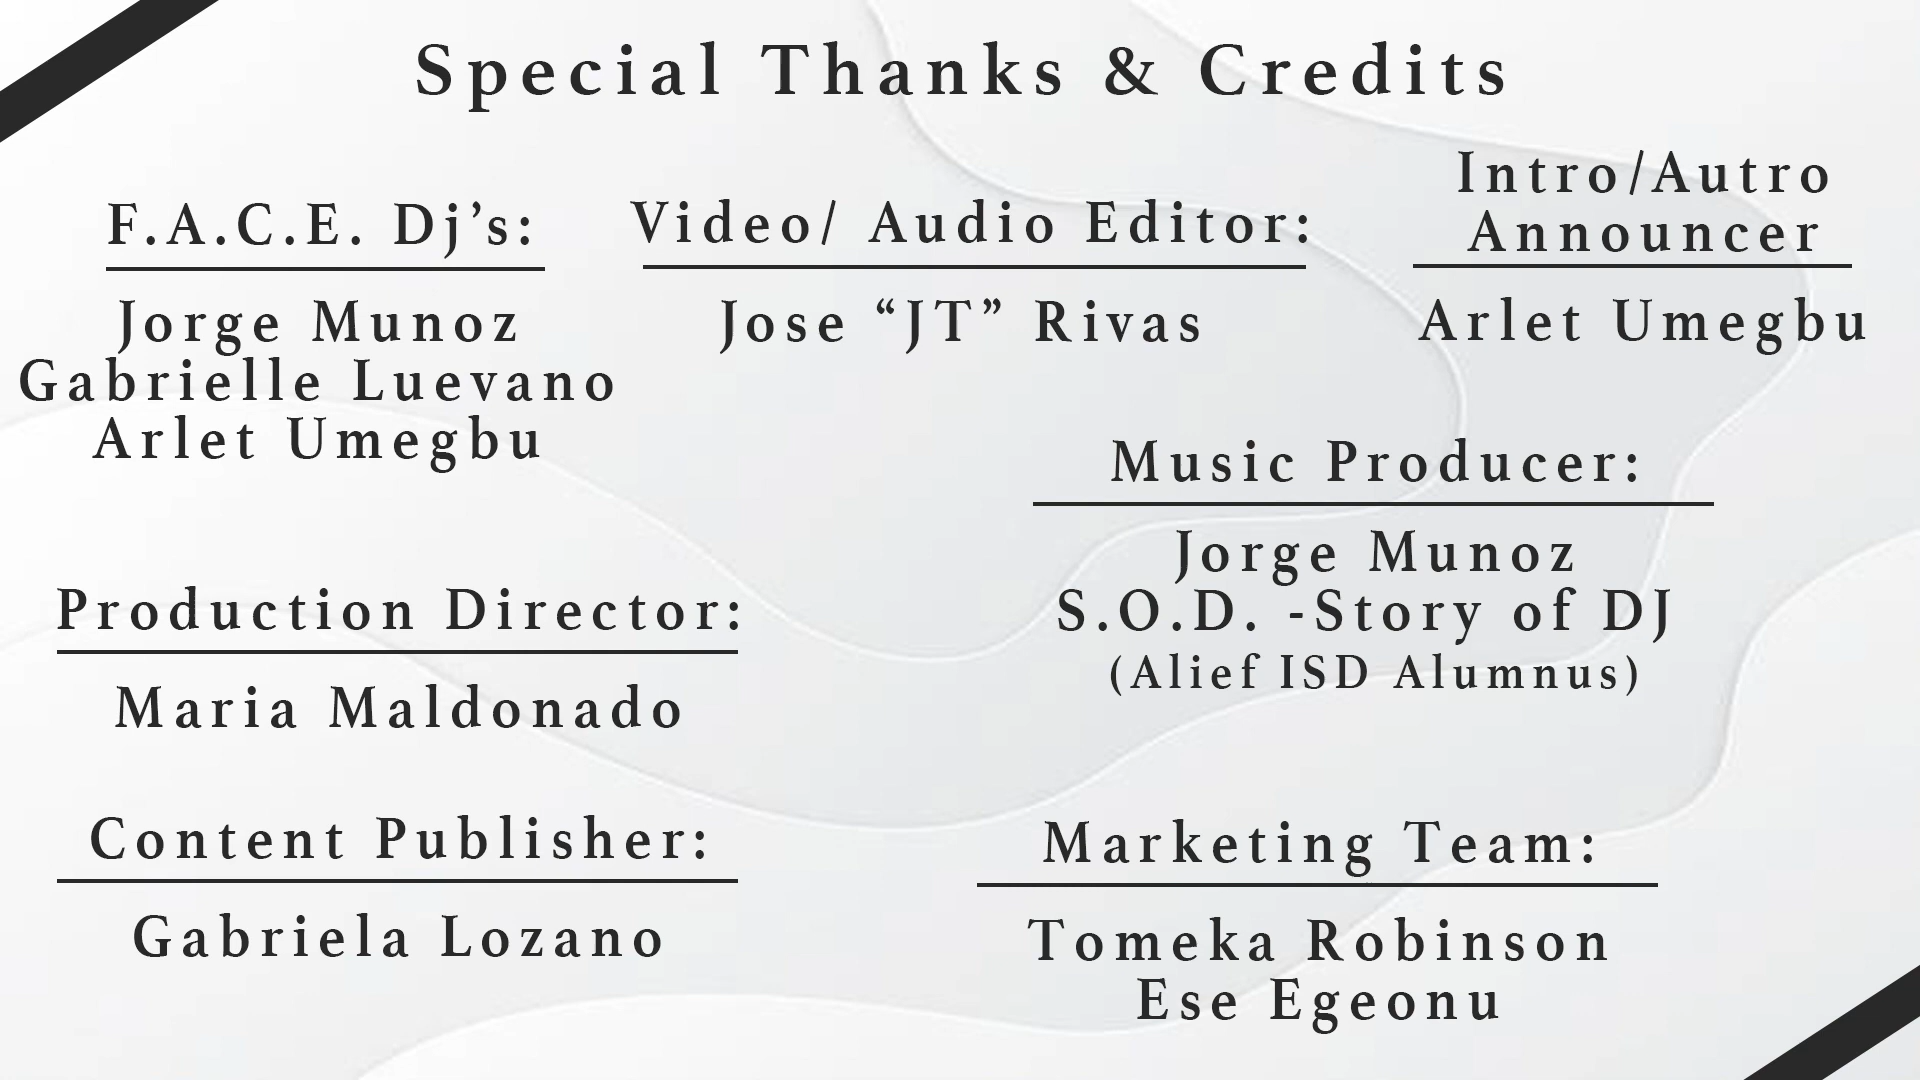 Special Thanks & Credits
F.A.C.E. Dj’s:
Jorge Munoz
Gabrielle Luevano
Arlet Umegbu
Video/ Audio Editor:
Jose “JT” Rivas
Intro/Autro
Announcer
Arlet Umegbu
Music Producer:
Jorge Munoz
S.O.D. -Story of DJ
(Alief ISD Alumnus)
Production Director:
Maria Maldonado
Content Publisher:
Gabriela Lozano
Marketing Team:
Tomeka Robinson
Ese Egeonu